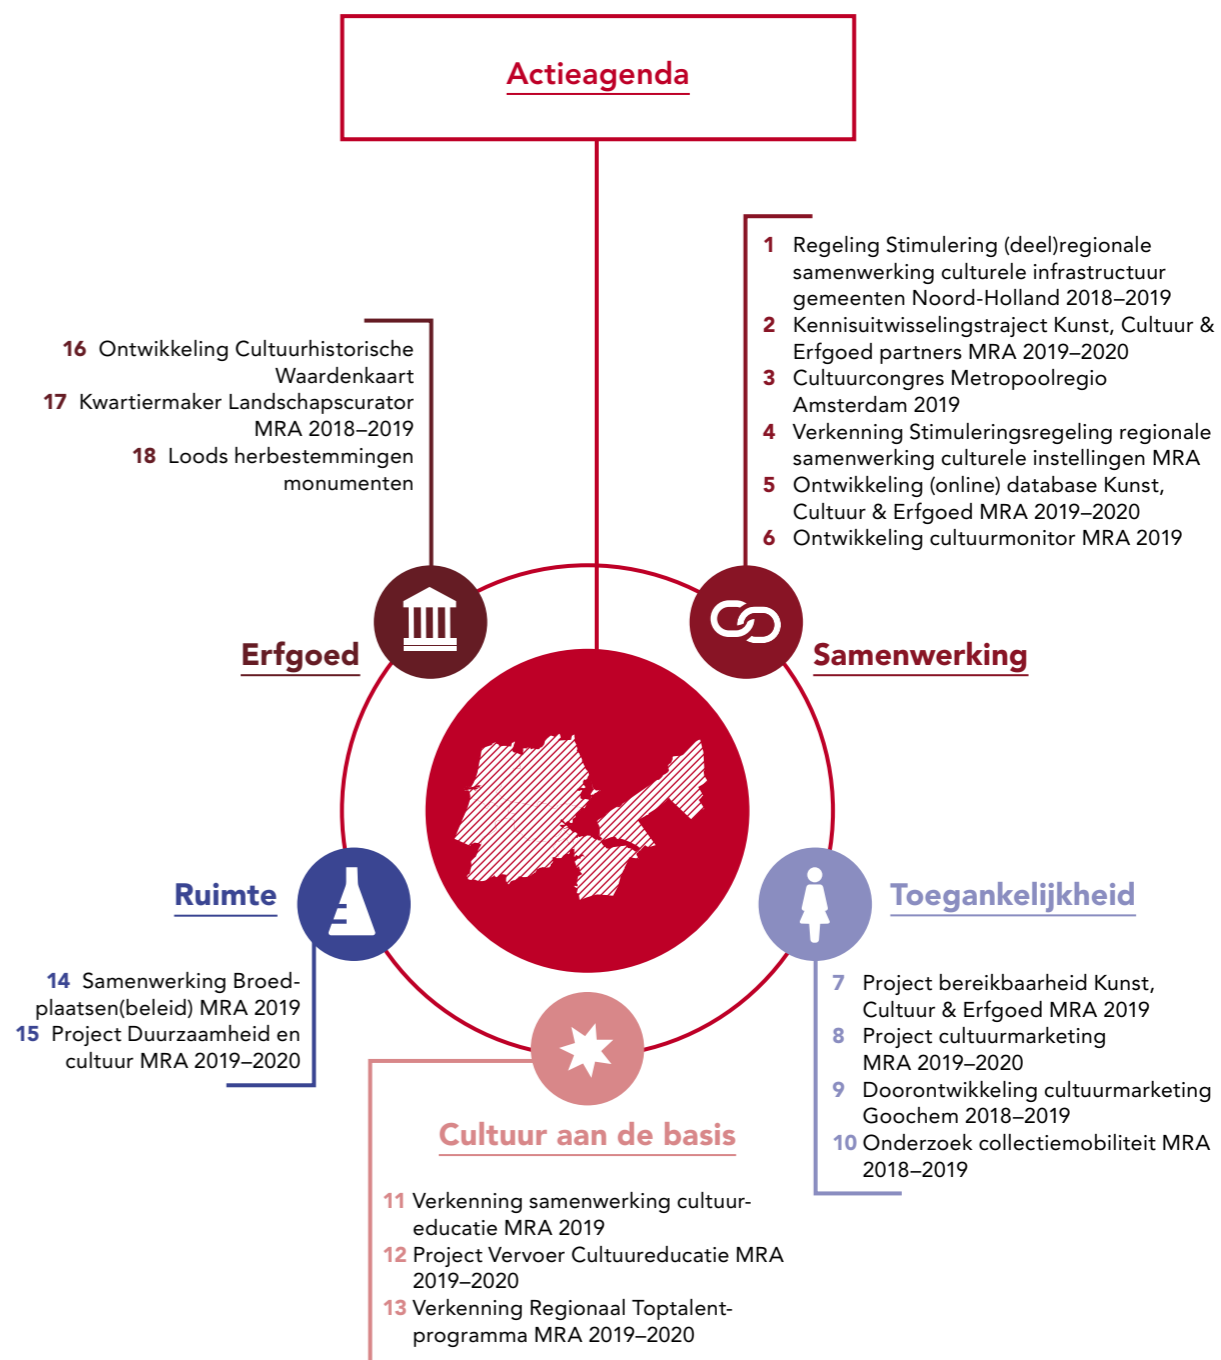 Actieagenda
1 Regeling Stimulering (deel)regionale
samenwerking culturele infrastructuur
gemeenten Noord-Holland 2018–2019
2 Kennisuitwisselingstraject Kunst, Cultuur &
Erfgoed partners MRA 2019–2020
3 Cultuurcongres Metropoolregio
Amsterdam 2019
4 Verkenning Stimuleringsregeling regionale
samenwerking culturele instellingen MRA
5 Ontwikkeling (online) database Kunst,
Cultuur & Erfgoed MRA 2019–2020
6 Ontwikkeling cultuurmonitor MRA 2019
16 Ontwikkeling Cultuurhistorische
Waardenkaart
17 Kwartiermaker Landschapscurator
MRA 2018–2019
18 Loods herbestemmingen
monumenten
Erfgoed
Samenwerking
Ruimte
Toegankelijkheid
14 Samenwerking Broed-
plaatsen(beleid) MRA 2019
15 Project Duurzaamheid en
cultuur MRA 2019–2020
7 Project bereikbaarheid Kunst,
Cultuur & Erfgoed MRA 2019
8 Project cultuurmarketing
MRA 2019–2020
9 Doorontwikkeling cultuurmarketing
Goochem 2018–2019
10 Onderzoek collectiemobiliteit MRA
2018–2019
Cultuur aan de basis
11 Verkenning samenwerking cultuur-
educatie MRA 2019
12 Project Vervoer Cultuureducatie MRA
2019–2020
13 Verkenning Regionaal Toptalent-
programma MRA 2019–2020